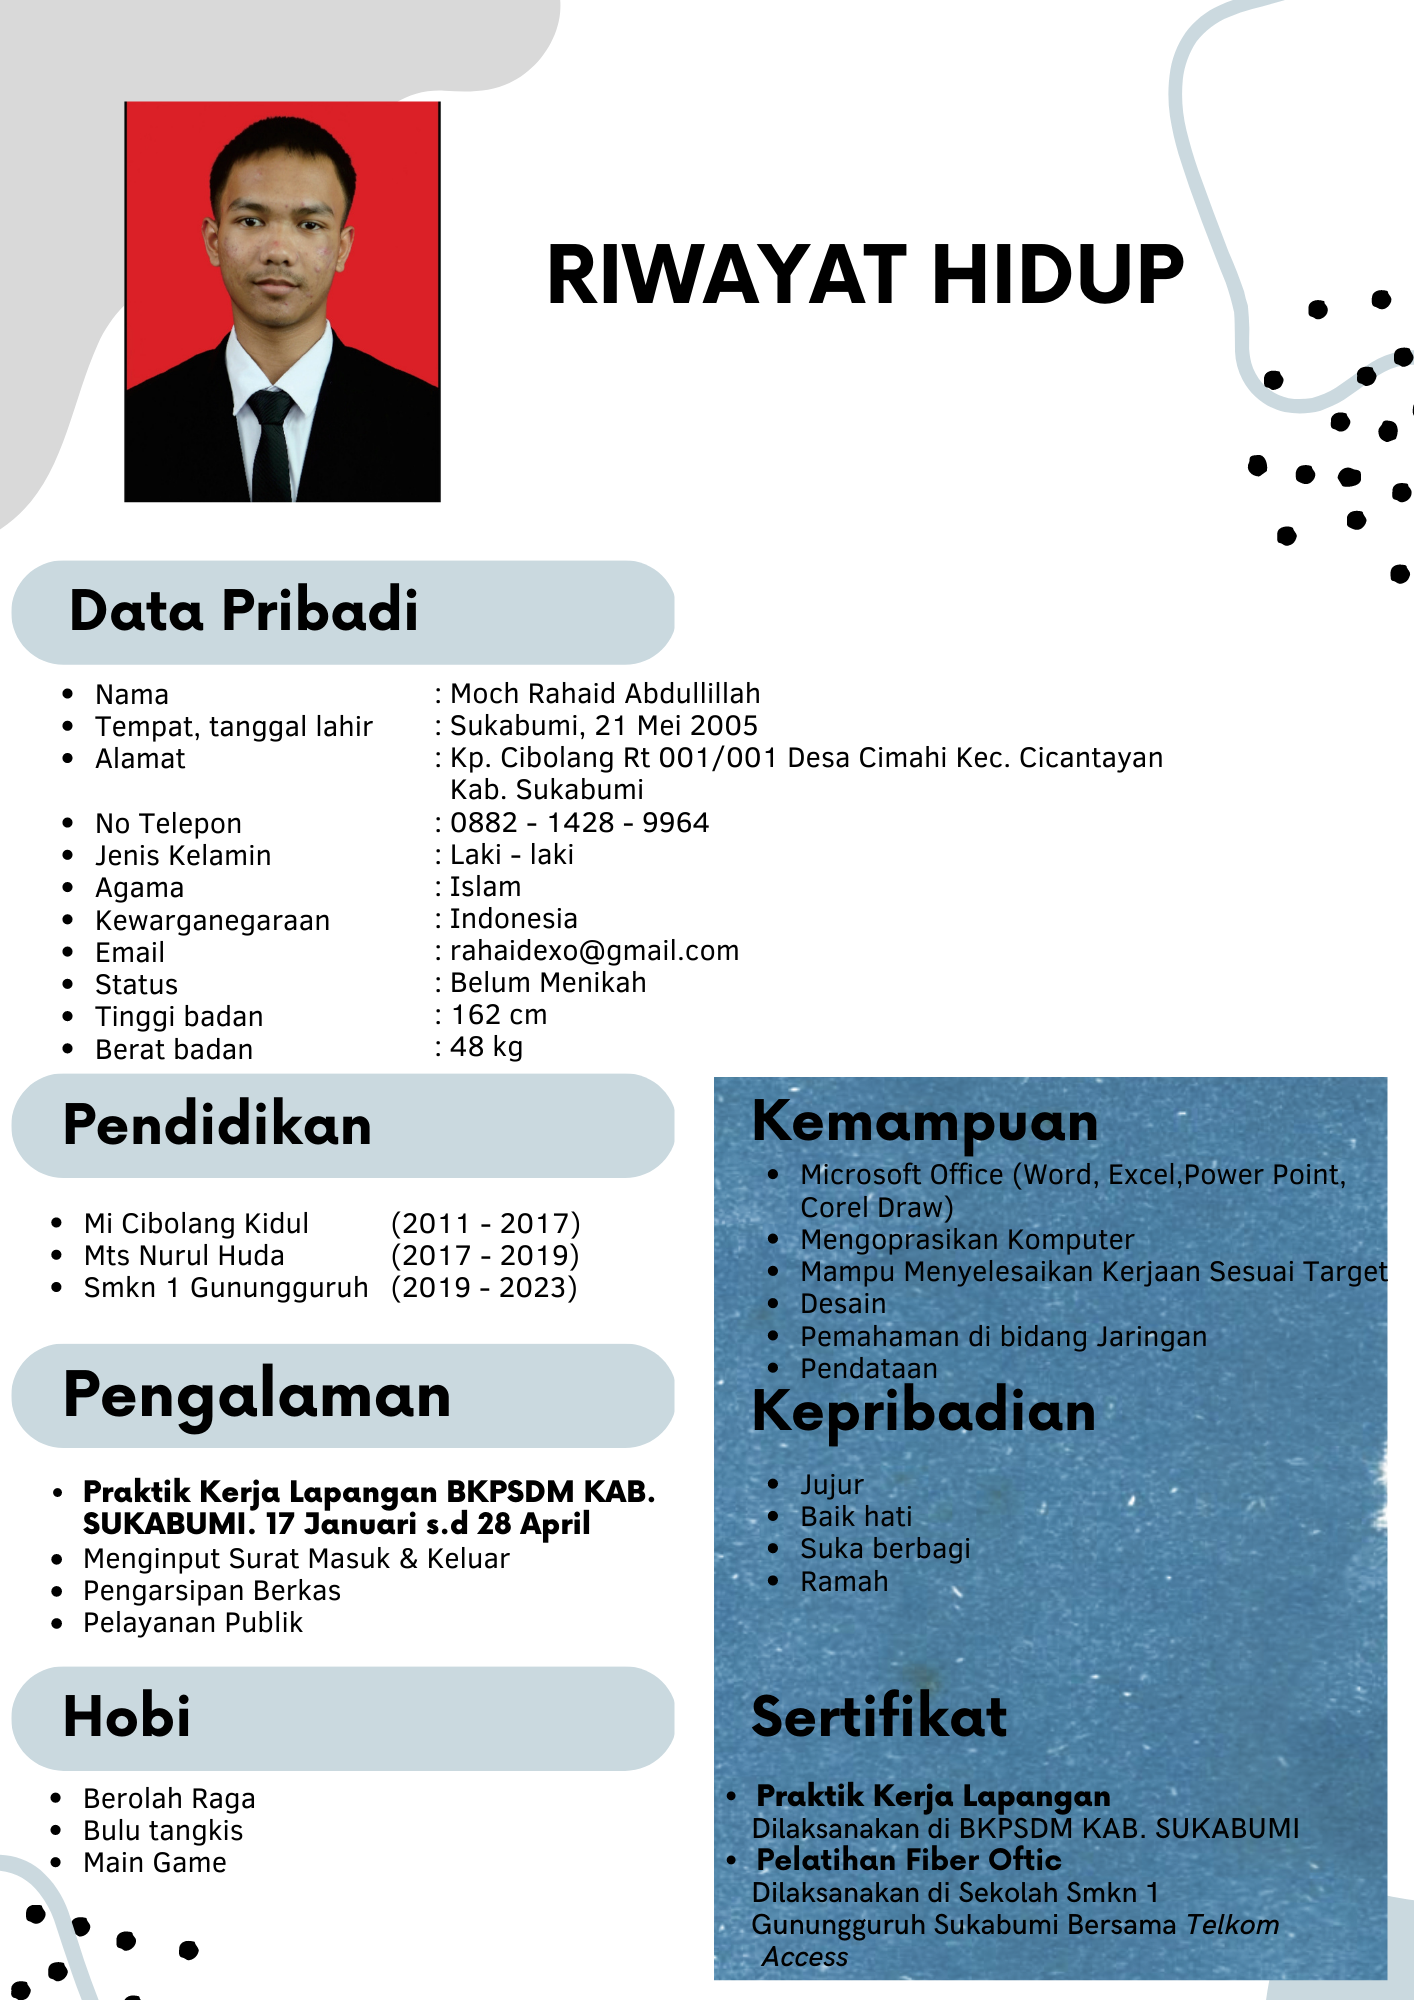 RIWAYAT HIDUP
Data Pribadi
• Nama : Moch Rahaid Abdullillah
• Tempat, tanggal lahir : Sukabumi, 21 Mei 2005
• Alamat : Kp. Cibolang Rt 001/001 Desa Cimahi Kec. Cicantayan
Kab. Sukabumi
• No Telepon : 0882 - 1428 - 9964
• Jenis Kelamin : Laki - laki
• Agama : Islam
• Kewarganegaraan : Indonesia
• Email : rahaidexo@gmail.com
• Status : Belum Menikah
• Tinggi badan : 162 cm
• Berat badan : 48 kg
Pendidikan
• Mi Cibolang Kidul (2011 - 2017)
• Mts Nurul Huda (2017 - 2019)
• Smkn 1 Gunungguruh (2019 - 2023)
Pengalaman
• Praktik Kerja Lapangan BKPSDM KAB.
SUKABUMI. 17 Januari s.d 28 April
• Menginput Surat Masuk & Keluar
• Pengarsipan Berkas
• Pelayanan Publik
Hobi
• Berolah Raga
• Bulu tangkis
• Main Game
Kemampuan
• Microsoft Office (Word, Excel,Power Point,
Corel Draw)
• Mengoprasikan Komputer
• Mampu Menyelesaikan Kerjaan Sesuai Target
• Desain
• Pemahaman di bidang Jaringan
• Pendataan
Kepribadian
• Jujur
• Baik hati
• Suka berbagi
• Ramah
Sertifikat
• Praktik Kerja Lapangan
Dilaksanakan di BKPSDM KAB. SUKABUMI
• Pelatihan Fiber Oftic
Dilaksanakan di Sekolah Smkn 1
Gunungguruh Sukabumi Bersama Telkom
Access